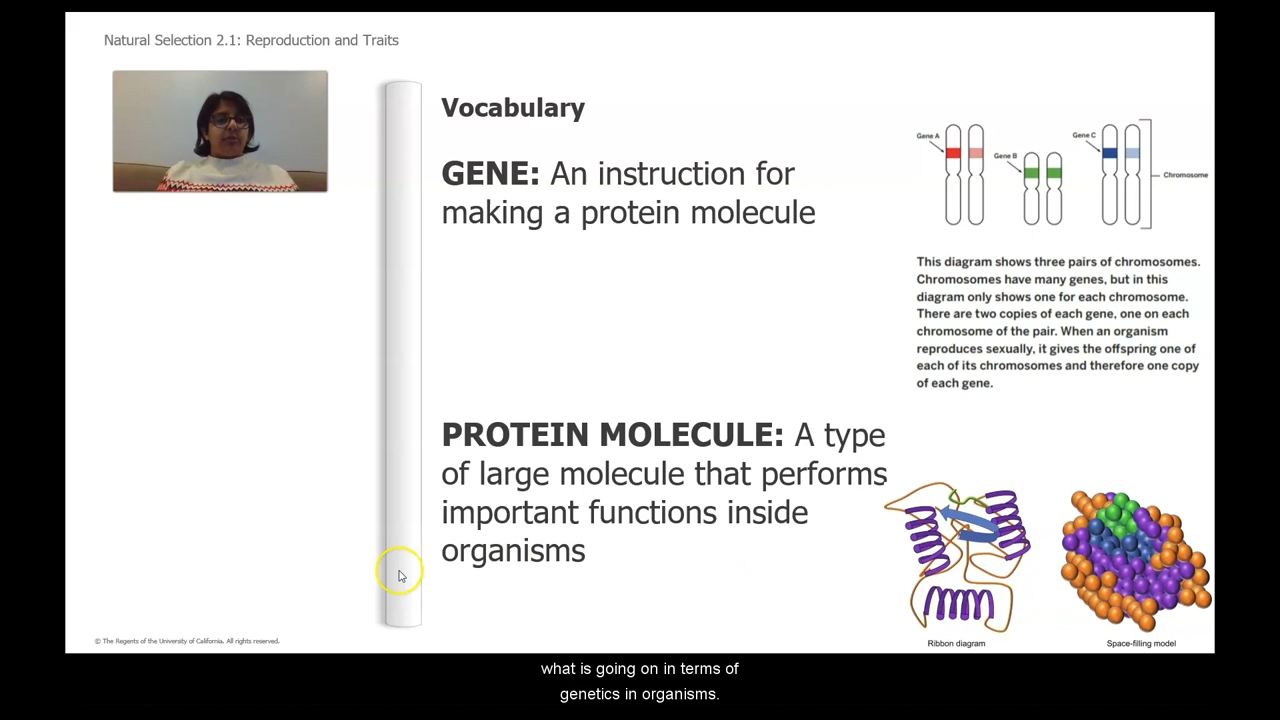 Natural Selection 2.1: Reproduction and Traits
Vocabulary
GENE: An instruction for
making a protein molecule
Gene A
Gene B
Gene C
Chromosome
This diagram shows three pairs of chromosomes.
Chromosomes have many genes, but in this
diagram only shows one for each chromosome.
There are two copies of each gene, one on each
chromosome of the pair. When an organism
reproduces sexually, it gives the offspring one of
each of its chromosomes and therefore one copy
of each gene.
PROTEIN MOLECULE: A type
of large molecule that performs
important functions inside
organisms
Ribbon diagram
Space-filling model
© The Regents of the University of California. All rights reserved.
what is going on in terms of
genetics in organisms.